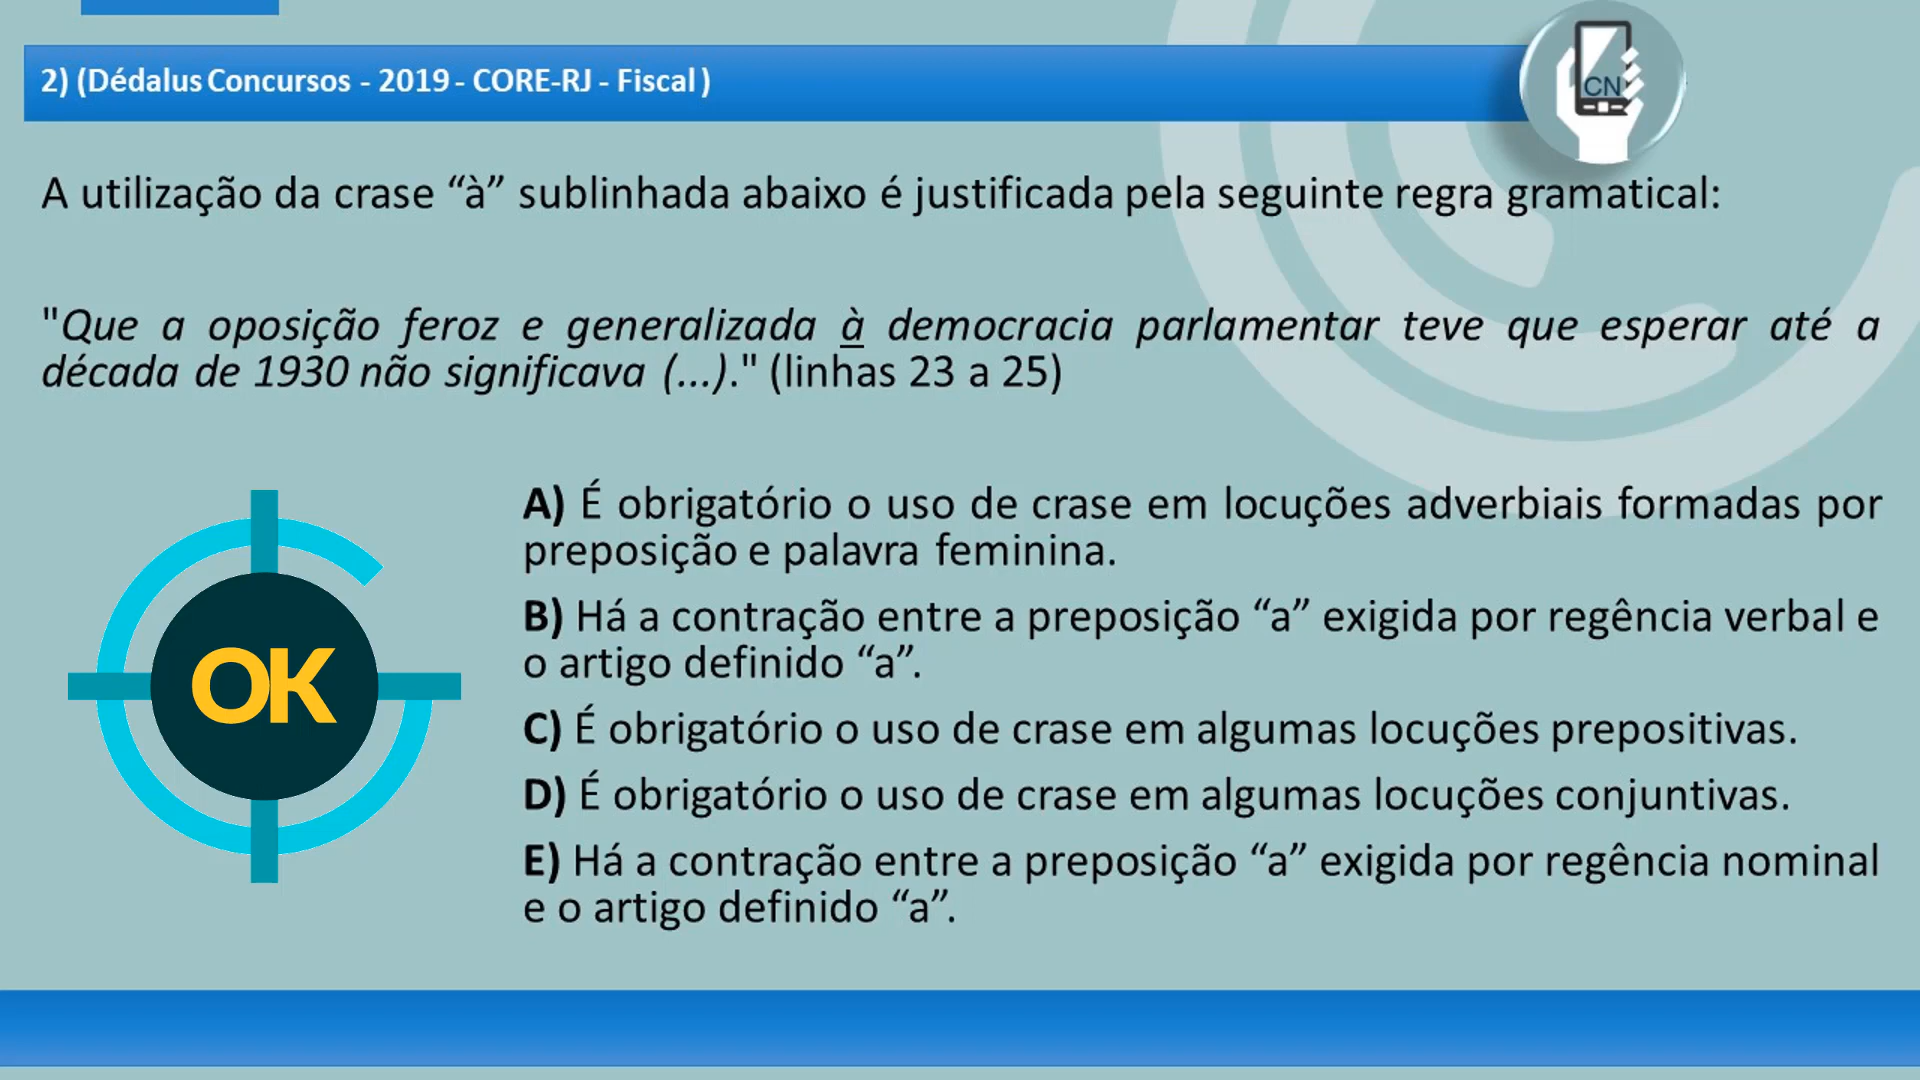 2) (Dédalus Concursos - 2019 - CORE-RJ - Fiscal)
CN
A utilização da crase “à” sublinhada abaixo é justificada pela seguinte regra gramatical:
"Que a oposição feroz e generalizada à democracia parlamentar teve que esperar até a
década de 1930 não significava (...)." (linhas 23 a 25)
OK
A) É obrigatório o uso de crase em locuções adverbiais formadas por
preposição e palavra feminina.
B) Há a contração entre a preposição “a” exigida por regência verbal e
o artigo definido “a”.
C) É obrigatório o uso de crase em algumas locuções prepositivas.
D) É obrigatório o uso de crase em algumas locuções conjuntivas.
E) Há a contração entre a preposição “a” exigida por regência nominal
e o artigo definido “a”.